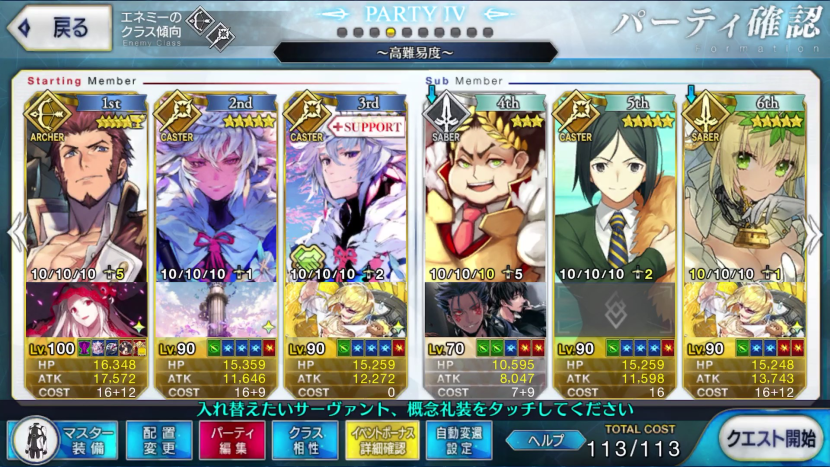 戻る
エネミーの
クラス傾向
Enemy Class
PARTY IV
～高難易度～
パーティ確認
Formation
Starting Member
Sub Member
1st
2nd
3rd
4th
5th
6th
ARCHER
CASTER
CASTER
SABER
CASTER
SABER
+SUPPORT
10/10/10 5
10/10/10 1
10/10/10 2
10/10/10 5
10/10/10 2
10/10/10 1
Lv.100
Lv.90
Lv.90
Lv.70
Lv.90
Lv.90
HP 16,348
HP 15,359
HP 15,259
HP 10,595
HP 15,259
HP 15,248
ATK 17,572
ATK 11,646
ATK 12,272
ATK 8,047
ATK 11,598
ATK 13,743
COST 16+12
COST 16+9
COST 0
COST 7+9
COST 16
COST 16+12
入れ替えたいサーヴァント、概念礼装をタッチしてください
マスター
装備
配置
変更
パーティ
編集
クラス
相性
イベントボーナス
詳細確認
自動変還
設定
ヘルプ
TOTAL COST
113/113
クエスト開始